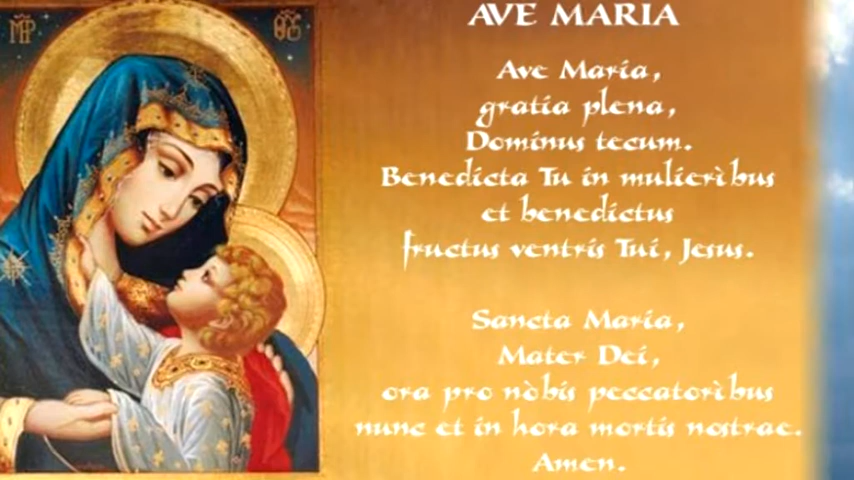 AVE MARIA
Ave Maria,
gratia plena,
Dominus tecum.
Benedicta Tu in mulierìbus
et benedictus
fructus ventris Tui, Jesus.
Sancta Maria,
Mater Dei,
ora pro nòbis peccatorìbus
nunc et in hora mortis nostrae.
Amen.